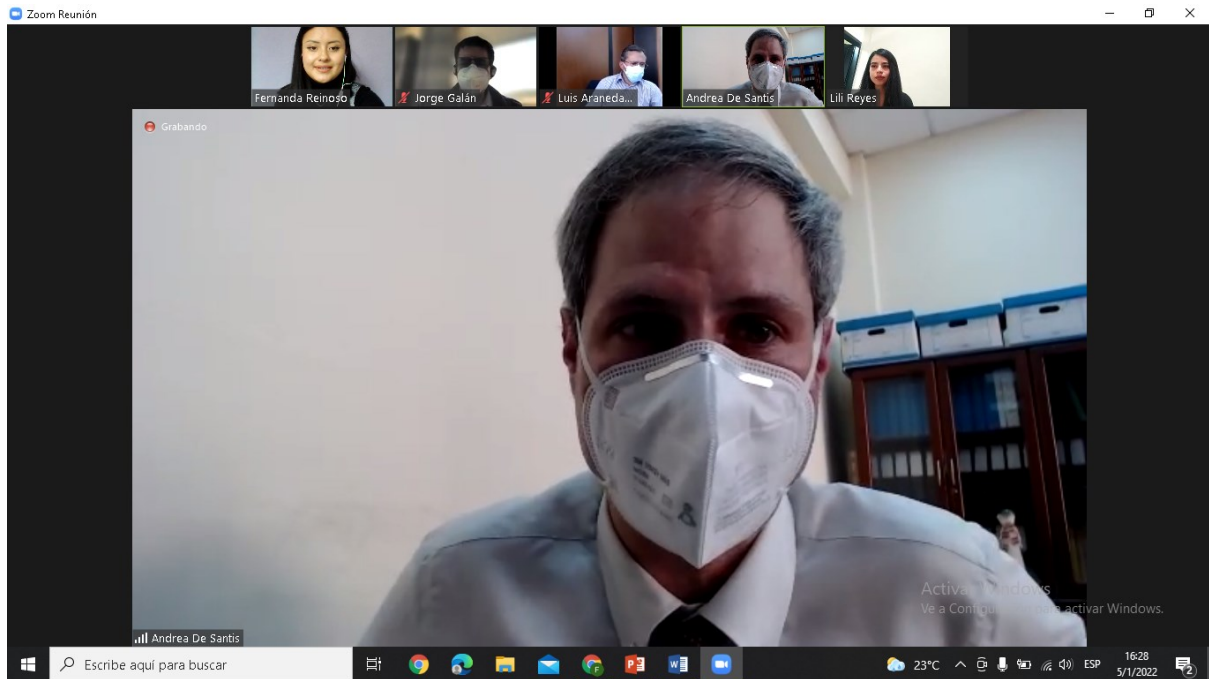 Zoom Reunión
Fernanda Reinoso
Jorge Galán
Luis Araneda...
Andrea De Santis
Lili Reyes
Grabando
Activar Windows
Ve a Configuración para activar Windows.
Andrea De Santis
Escribe aquí para buscar
23°C
ESP
16:28
5/1/2022
2